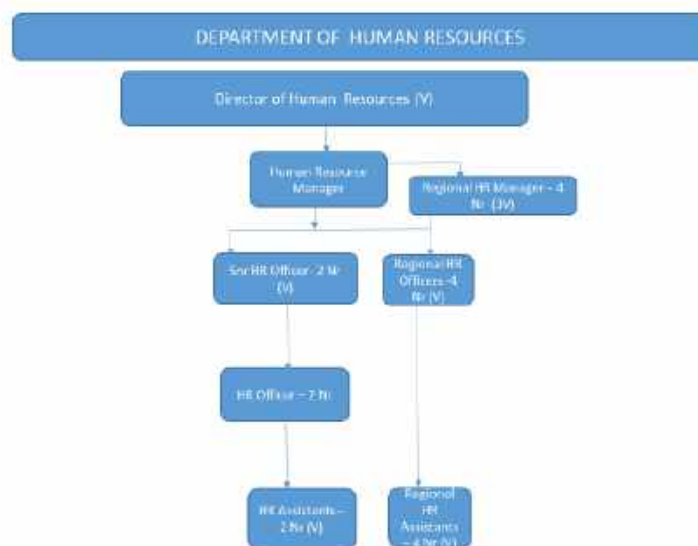 DEPARTMENT OF HUMAN RESOURCES
Director of Human Resources (V)
Human Resource
Manager
Regional HR Manager – 4
Nr (3V)
Snr HR Officer- 2 Nr
(V)
Regional HR
Officers -4
Nr (V)
HR Officer – 2 Nr
HR Assistants –
2 Nr (V)
Regional
HR
Assistants
– 4 Nr (V)